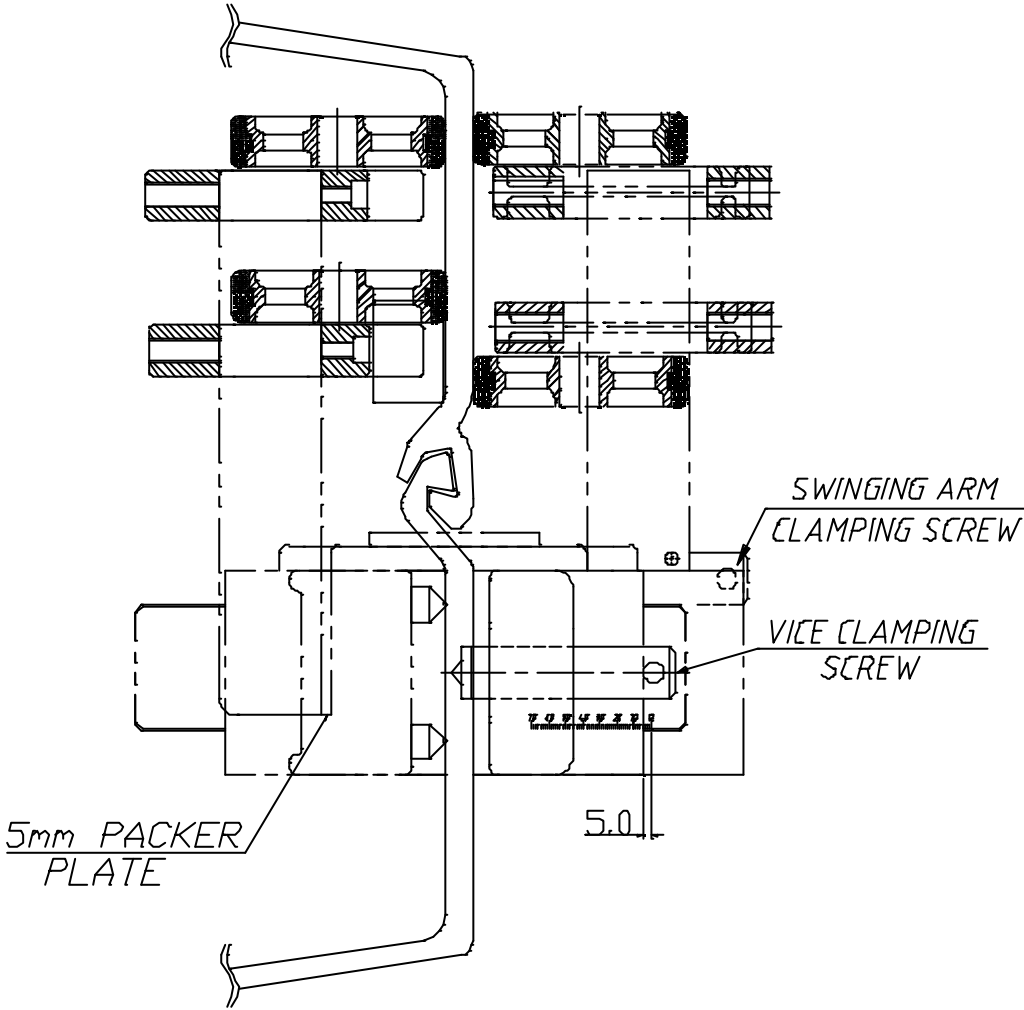 SWINGING ARM
CLAMPING SCREW
VICE CLAMPING
SCREW
5.0
5mm PACKER
PLATE